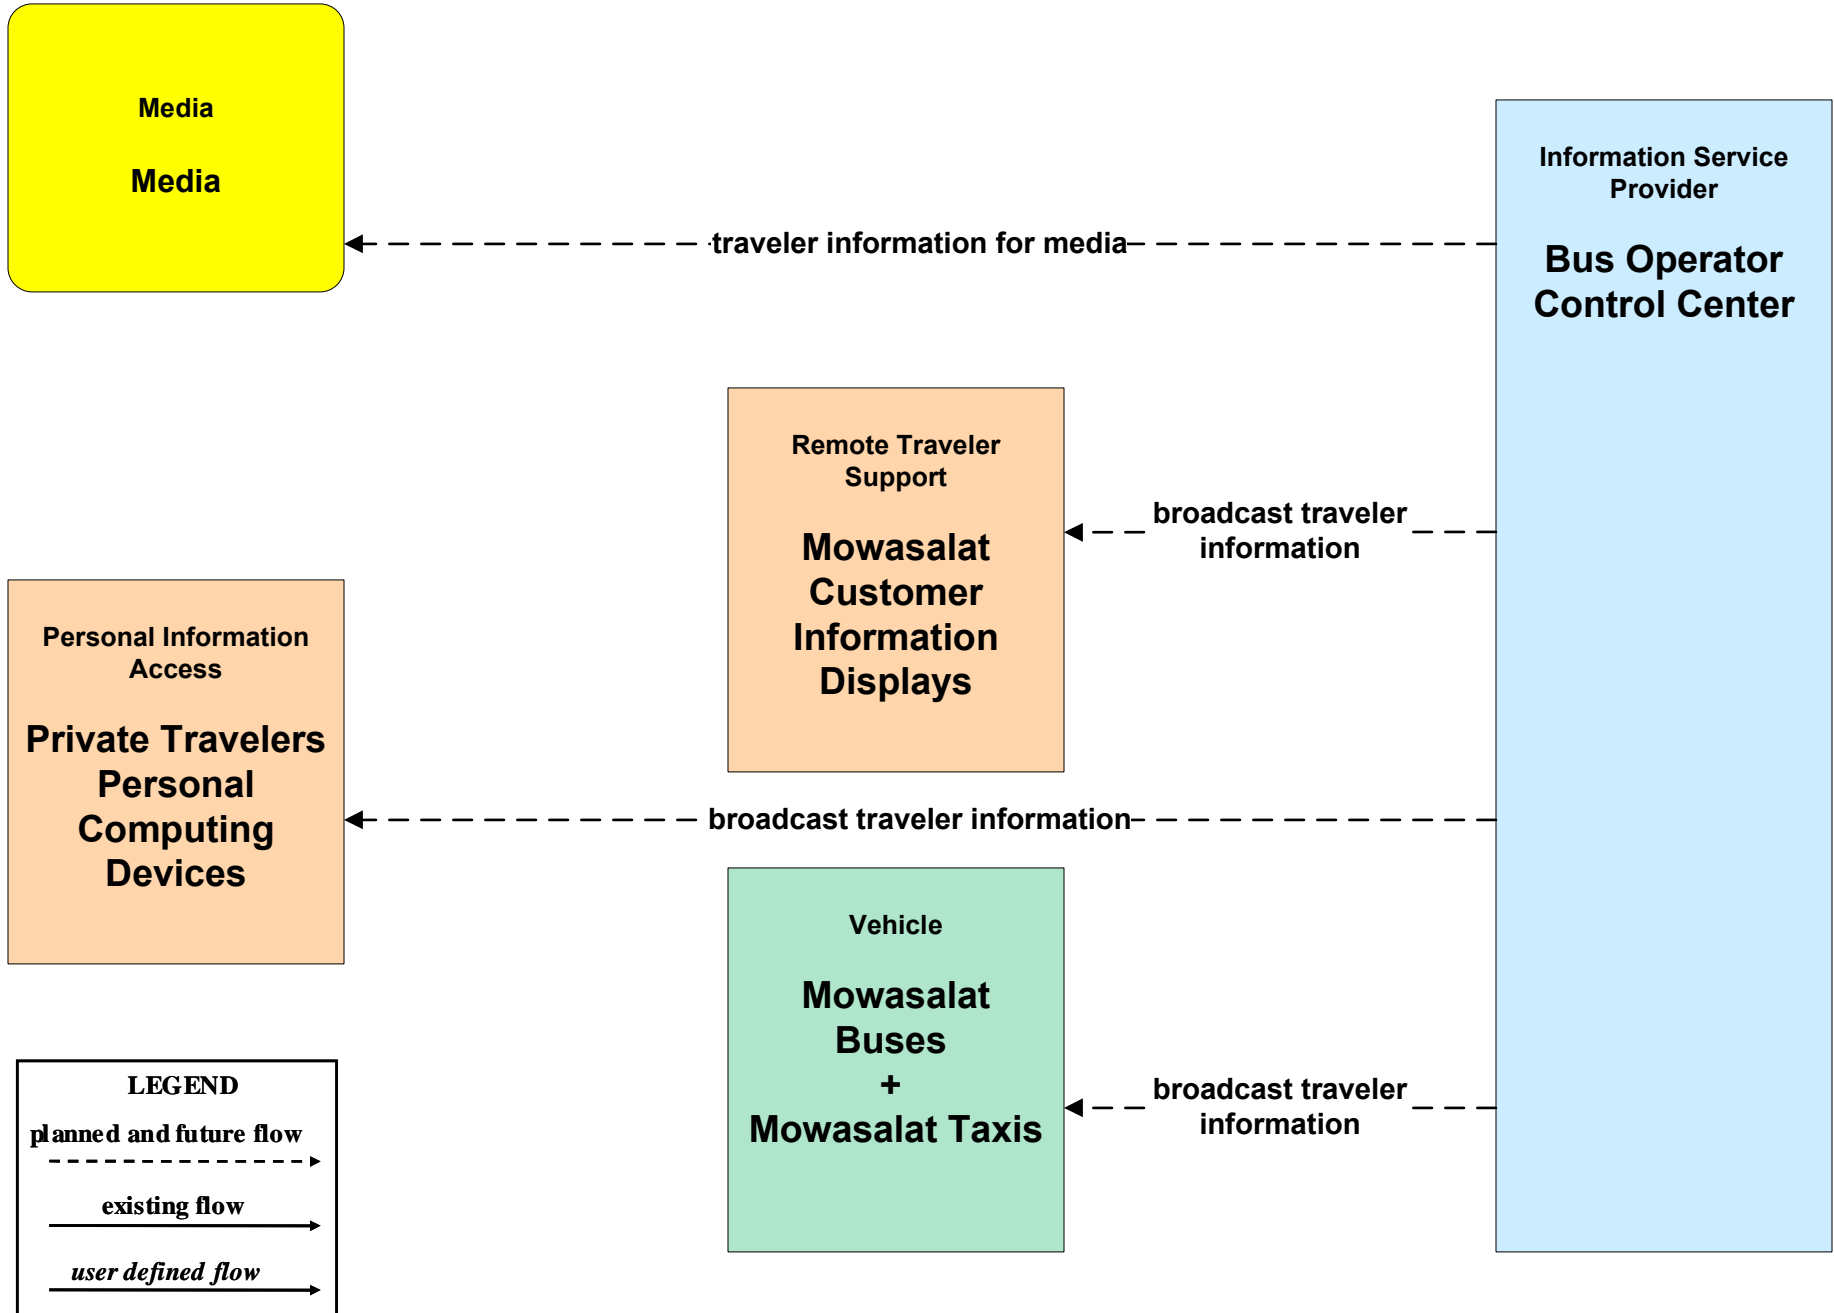 Media
Media
traveler information for media
Information Service
Provider
Bus Operator
Control Center
Remote Traveler
Support
Mowasalat
Customer
Information
Displays
broadcast traveler
information
Personal Information
Access
Private Travelers
Personal
Computing
Devices
broadcast traveler information
Vehicle
Mowasalat
Buses
+
Mowasalat Taxis
broadcast traveler
information
LEGEND
planned and future flow
existing flow
user defined flow